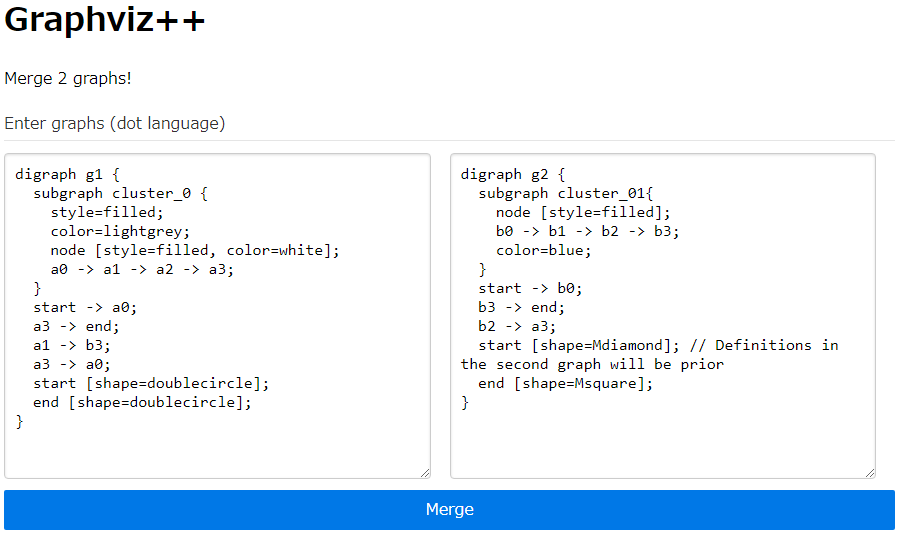 Graphviz++
Merge 2 graphs!
Enter graphs (dot language)
digraph g1 {
  subgraph cluster_0 {
    style=filled;
    color=lightgrey;
    node [style=filled, color=white];
    a0 -> a1 -> a2 -> a3;
  }
  start -> a0;
  a3 -> end;
  a1 -> b3;
  a3 -> a0;
  start [shape=doublecircle];
  end [shape=doublecircle];
}
digraph g2 {
  subgraph cluster_01{
    node [style=filled];
    b0 -> b1 -> b2 -> b3;
    color=blue;
  }
  start -> b0;
  b3 -> end;
  b2 -> a3;
  start [shape=Mdiamond]; // Definitions in
the second graph will be prior
  end [shape=Msquare];
}
Merge